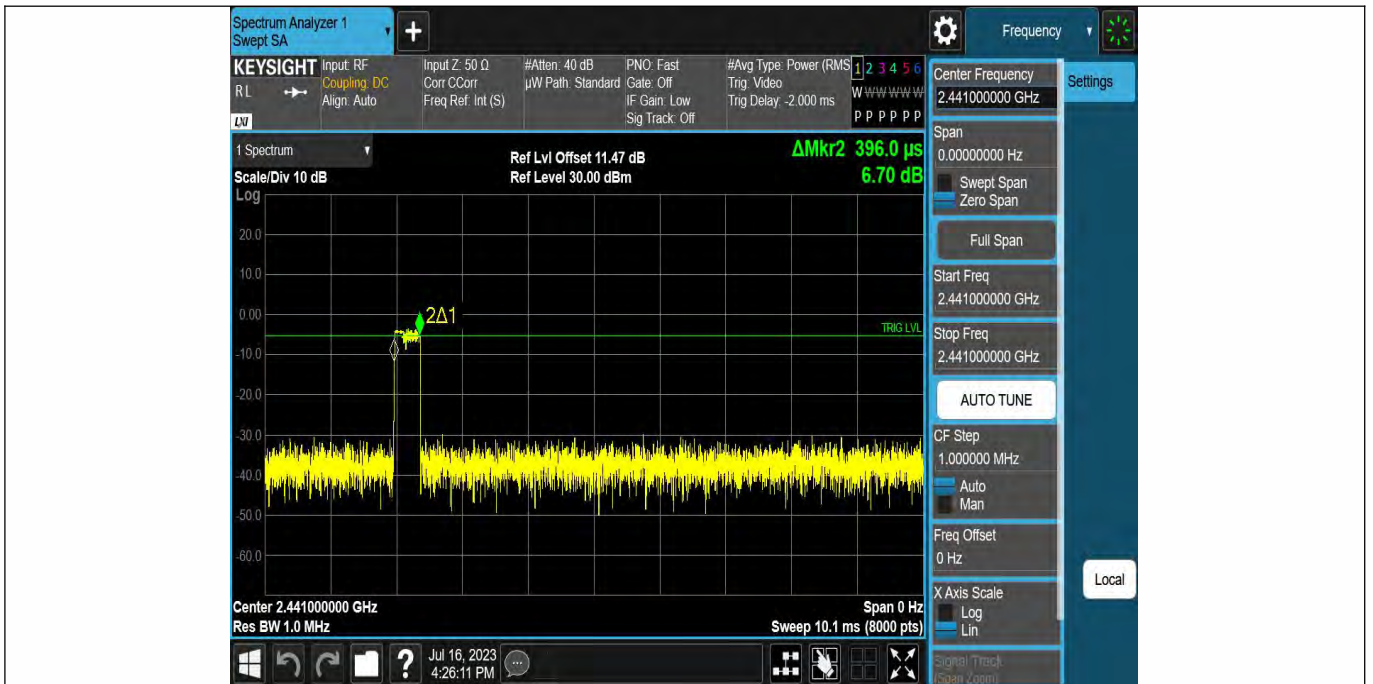 Spectrum Analyzer 1
Swept SA
+
Frequency
KEYSIGHT
RL
LXI
Input: RF
Coupling: DC
Align: Auto
Input Z: 50 Ω
Corr CCorr
Freq Ref: Int (S)
#Atten: 40 dB
µW Path: Standard
PNO: Fast
Gate: Off
IF Gain: Low
Sig Track: Off
#Avg Type: Power (RMS
Trig: Video
Trig Delay: -2.000 ms
1 2 3 4 5 6
W W W W W W
P P P P P P
1 Spectrum
Scale/Div 10 dB
Log
Ref Lvl Offset 11.47 dB
Ref Level 30.00 dBm
ΔMkr2 396.0 µs
6.70 dB
20.0
10.0
0.00
-10.0
-20.0
-30.0
-40.0
-50.0
-60.0
2Δ1
TRIG LVL
Center 2.441000000 GHz
Res BW 1.0 MHz
Span 0 Hz
Sweep 10.1 ms (8000 pts)
Jul 16, 2023
4:26:11 PM
?
Center Frequency
2.441000000 GHz
Span
0.00000000 Hz
Swept Span
Zero Span
Full Span
Start Freq
2.441000000 GHz
Stop Freq
2.441000000 GHz
AUTO TUNE
CF Step
1.000000 MHz
Auto
Man
Freq Offset
0 Hz
X Axis Scale
Log
Lin
Signal Track
(Span Zoom)
Settings
Local